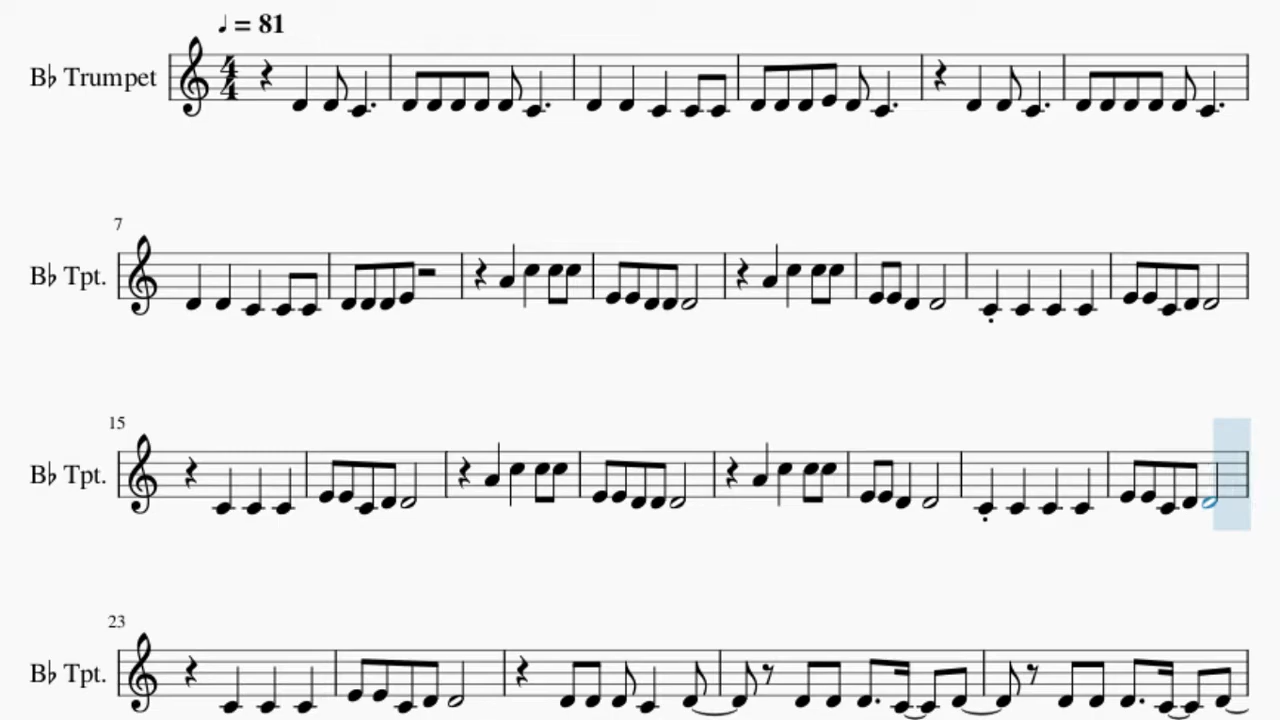 ♩ = 81
B♭ Trumpet
4
4
7
B♭ Tpt.
15
B♭ Tpt.
23
B♭ Tpt.